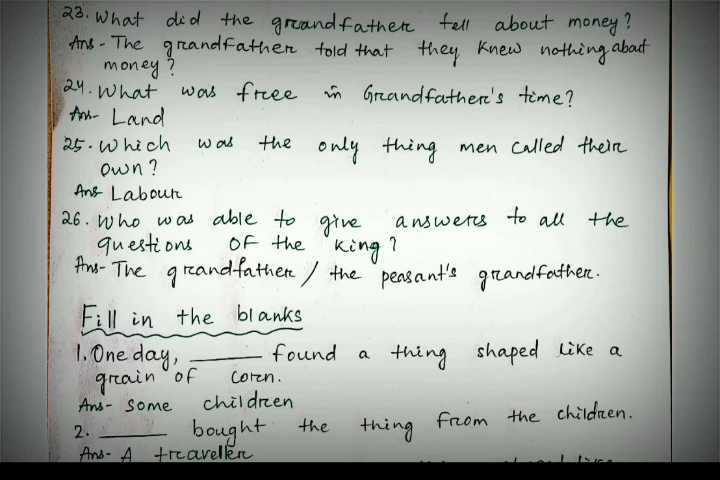 23. What did the grandfather tell about money?
Ans - The grandfather told that they knew nothing about
money?
24. What was free in Grandfather's time?
Ans- Land
25. Which was the only thing men called their
own?
Ans- Labour
26. Who was able to give answers to all the
questions OF the King?
Ans- The grandfather / the peasant's grandfather.
Fill in the blanks
1. One day, ______ found a thing shaped like a
grain of corn.
Ans- some children
2. ______ bought the thing from the children.
Ans- A traveller